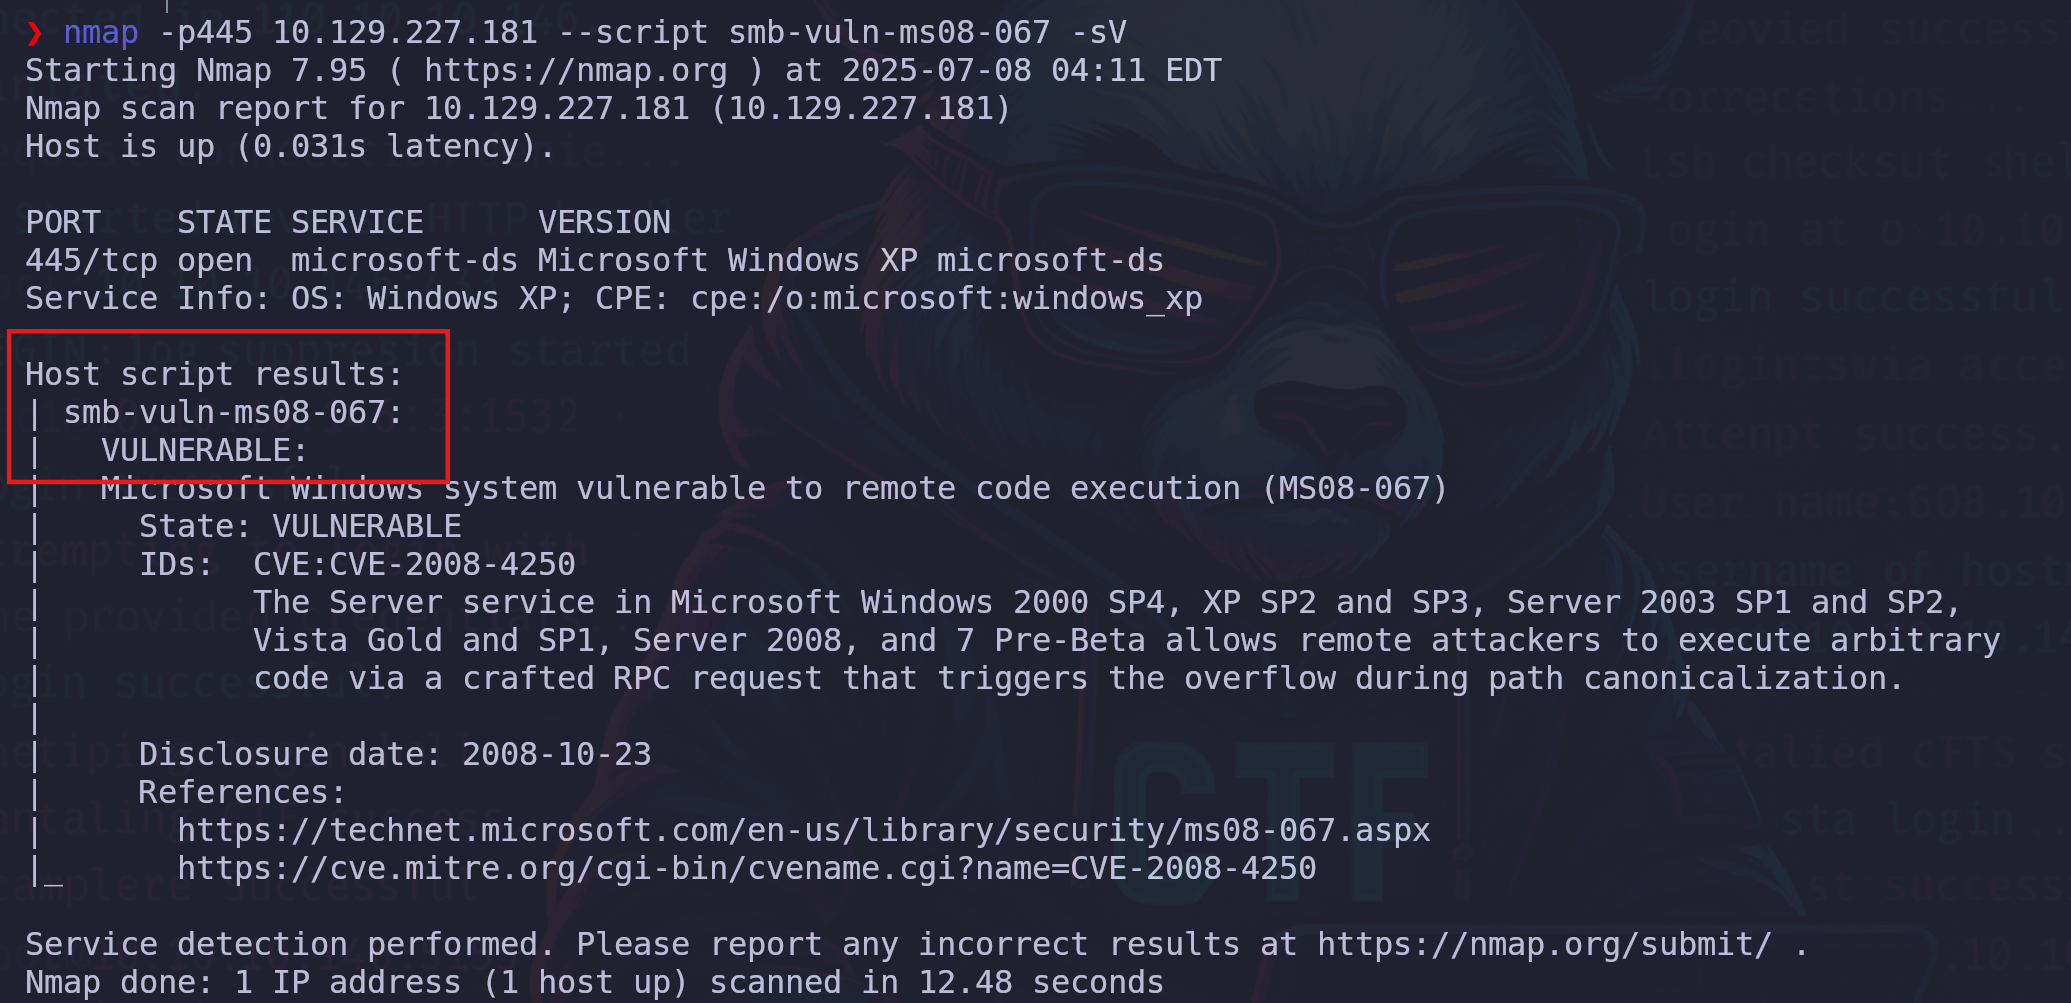 ❯ nmap -p445 10.129.227.181 --script smb-vuln-ms08-067 -sV
Starting Nmap 7.95 ( https://nmap.org ) at 2025-07-08 04:11 EDT
Nmap scan report for 10.129.227.181 (10.129.227.181)
Host is up (0.031s latency).
PORT    STATE SERVICE      VERSION
445/tcp open  microsoft-ds Microsoft Windows XP microsoft-ds
Service Info: OS: Windows XP; CPE: cpe:/o:microsoft:windows_xp
Host script results:
| smb-vuln-ms08-067:
|   VULNERABLE:
|   Microsoft Windows system vulnerable to remote code execution (MS08-067)
|     State: VULNERABLE
|     IDs:  CVE:CVE-2008-4250
|           The Server service in Microsoft Windows 2000 SP4, XP SP2 and SP3, Server 2003 SP1 and SP2,
|           Vista Gold and SP1, Server 2008, and 7 Pre-Beta allows remote attackers to execute arbitrary
|           code via a crafted RPC request that triggers the overflow during path canonicalization.
|
|     Disclosure date: 2008-10-23
|     References:
|       https://technet.microsoft.com/en-us/library/security/ms08-067.aspx
|_      https://cve.mitre.org/cgi-bin/cvename.cgi?name=CVE-2008-4250
CTF
Service detection performed. Please report any incorrect results at https://nmap.org/submit/ .
Nmap done: 1 IP address (1 host up) scanned in 12.48 seconds